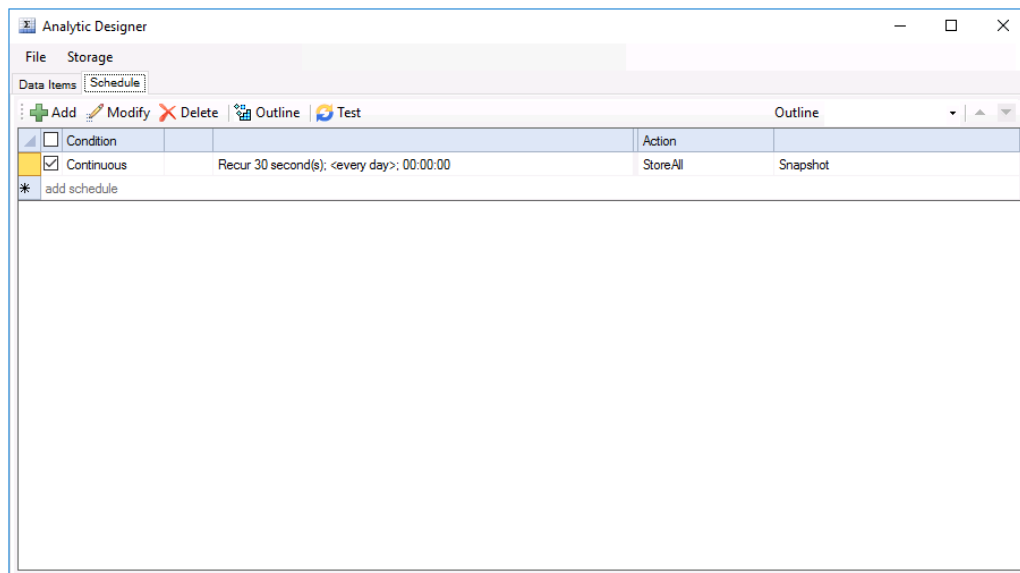 Analytic Designer
File Storage
Data Items Schedule
Add Modify Delete Outline Test Outline
Condition Action
Continuous Recur 30 second(s); <every day>; 00:00:00 StoreAll Snapshot
add schedule